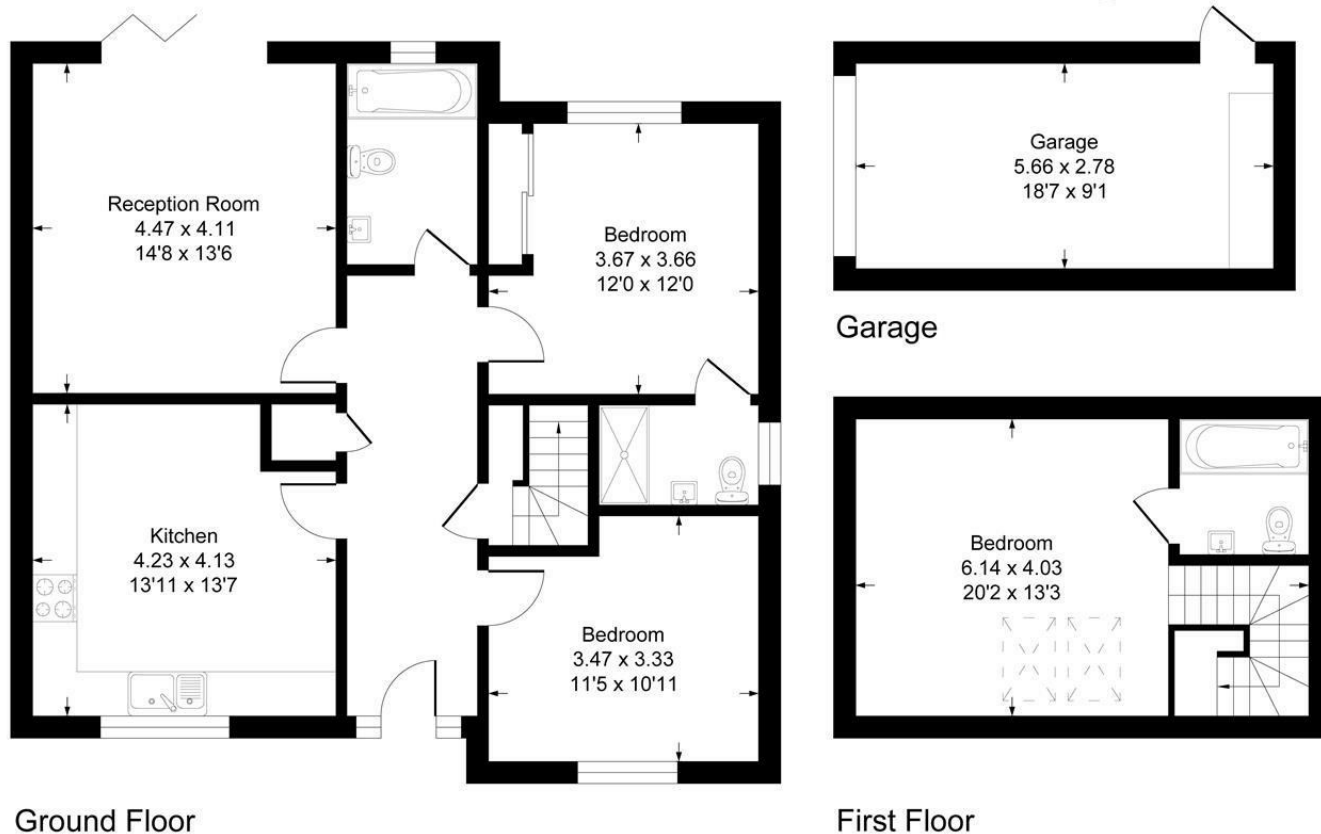 Reception Room
4.47 x 4.11
14'8 x 13'6
Bedroom
3.67 x 3.66
12'0 x 12'0
Kitchen
4.23 x 4.13
13'11 x 13'7
Bedroom
3.47 x 3.33
11'5 x 10'11
Ground Floor
Garage
5.66 x 2.78
18'7 x 9'1
Garage
Bedroom
6.14 x 4.03
20'2 x 13'3
First Floor